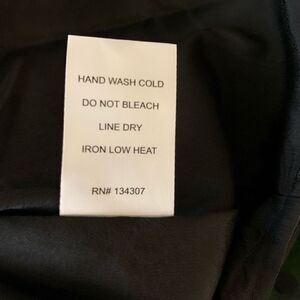 HAND WASH COLD
DO NOT BLEACH
LINE DRY
IRON LOW HEAT
RN# 134307